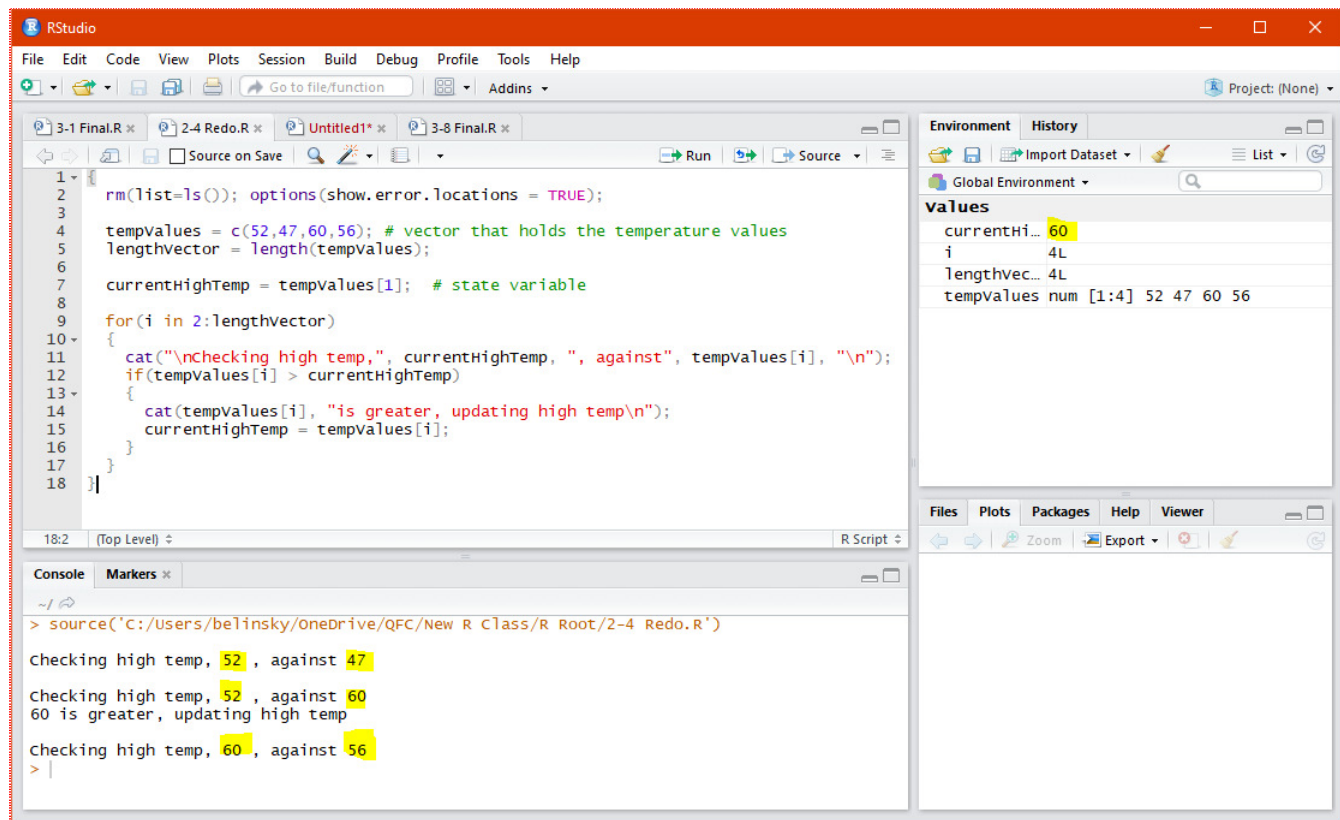 RStudio
File Edit Code View Plots Session Build Debug Profile Tools Help
Go to file/function Addins Project: (None)
3-1 Final.R 2-4 Redo.R Untitled1* 3-8 Final.R
Source on Save Run Source
1 {
2 rm(list=ls()); options(show.error.locations = TRUE);
3
4 tempValues = c(52,47,60,56); # vector that holds the temperature values
5 lengthVector = length(tempValues);
6
7 currentHighTemp = tempValues[1]; # state variable
8
9 for(i in 2:lengthVector)
10 {
11 cat("\nChecking high temp,", currentHighTemp, ", against", tempValues[i], "\n");
12 if(tempValues[i] > currentHighTemp)
13 {
14 cat(tempValues[i], "is greater, updating high temp\n");
15 currentHighTemp = tempValues[i];
16 }
17 }
18 }
18:2 (Top Level) R Script
Console Markers
~/
> source('C:/Users/belinsky/OneDrive/QFC/New R Class/R Root/2-4 Redo.R')
Checking high temp, 52 , against 47
Checking high temp, 52 , against 60
60 is greater, updating high temp
Checking high temp, 60 , against 56
>
Environment History
Import Dataset List
Global Environment
Values
currentHi… 60
i 4L
lengthVec… 4L
tempValues num [1:4] 52 47 60 56
Files Plots Packages Help Viewer
Zoom Export